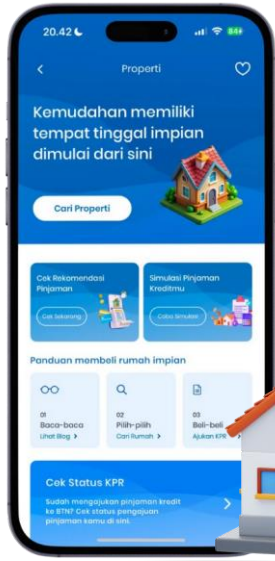 20.42
84
Properti
Kemudahan memiliki
tempat tinggal impian
dimulai dari sini
Cari Properti
Cek Rekomendasi
Pinjaman
Cek Sekarang
Simulasi Pinjaman
Kreditmu
Coba Simulasi
Panduan membeli rumah impian
01
Baca-baca
Lihat Blog >
02
Pilih-pilih
Cari Rumah >
03
Beli-beli
Ajukan KPR >
Cek Status KPR
Sudah mengajukan pinjaman kredit
ke BTN? Cek status pengajuan
pinjaman kamu di sini.